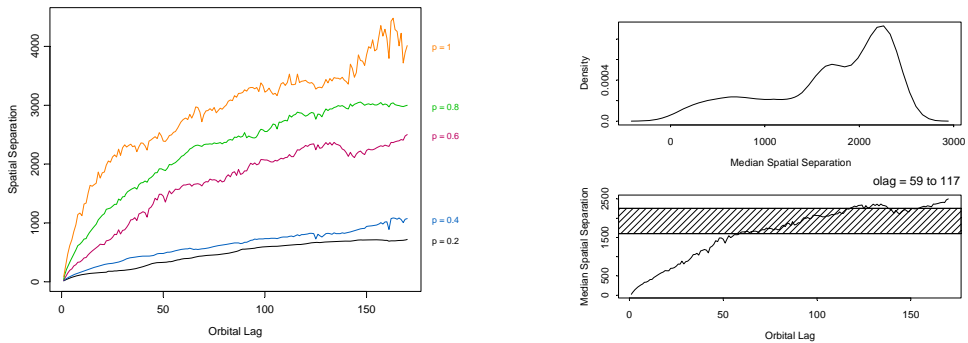 Spatial Separation
0 1000 2000 3000 4000
p = 1
p = 0.8
p = 0.6
p = 0.4
p = 0.2
0 50 100 150
Orbital Lag
Density
0.0 0.0004
0 1000 2000 3000
Median Spatial Separation
olag = 59 to 117
Median Spatial Separation
0 500 1500 2500
0 50 100 150
Orbital Lag